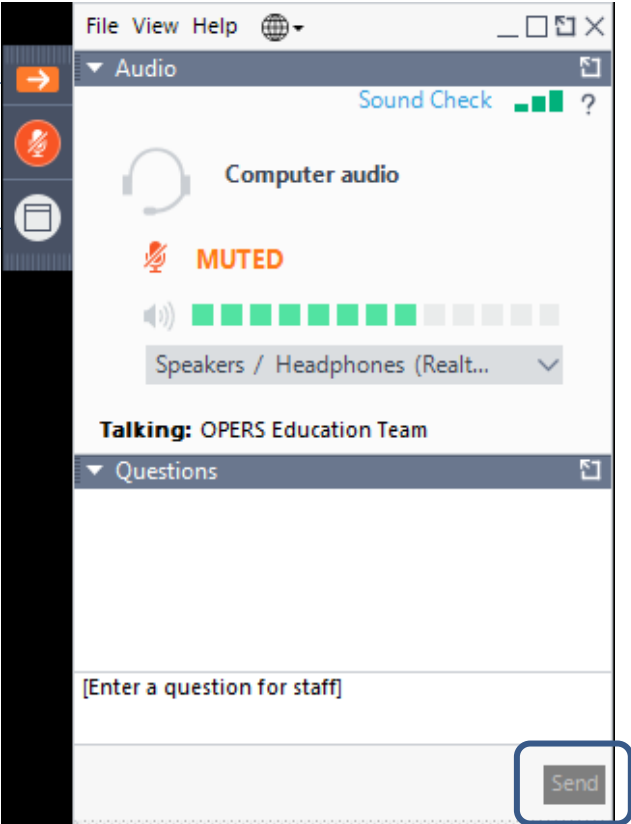 File View Help
Audio
Sound Check ?
Computer audio
MUTED
Speakers / Headphones (Realt...
Talking: OPERS Education Team
Questions
[Enter a question for staff]
Send